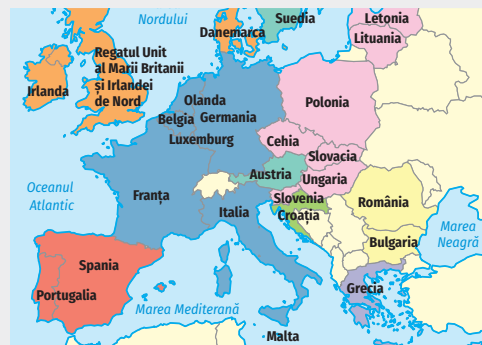 Nordului
Suedia
Letonia
Danemarca
Lituania
Regatul Unit
al Marii Britanii
și Irlandei
de Nord
Irlanda
Olanda
Germania
Polonia
Belgia
Luxemburg
Cehia
Slovacia
Austria
Ungaria
Oceanul
Atlantic
Franța
Slovenia
Croația
Italia
România
Marea
Neagră
Bulgaria
Spania
Portugalia
Marea Mediterană
Grecia
Malta